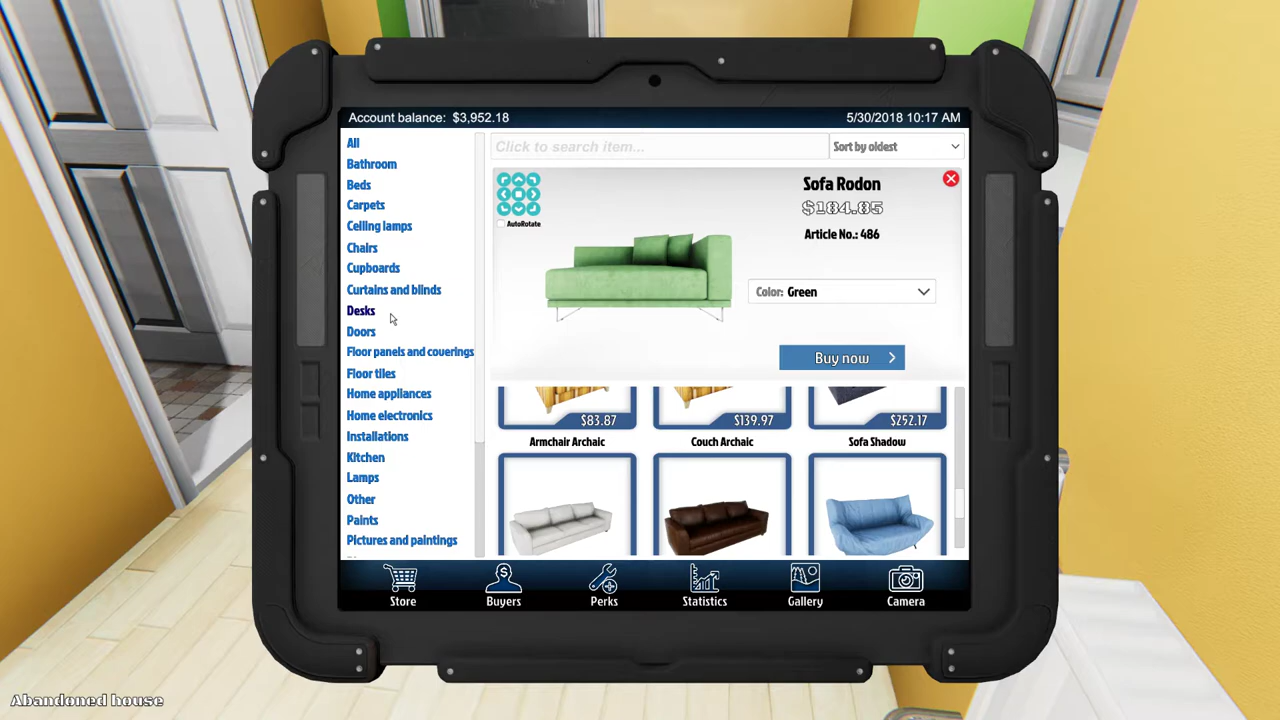 Account balance: $3,952.18
5/30/2018 10:17 AM
All
Bathroom
Beds
Carpets
Ceiling lamps
Chairs
Cupboards
Curtains and blinds
Desks
Doors
Floor panels and coverings
Floor tiles
Home appliances
Home electronics
Installations
Kitchen
Lamps
Other
Paints
Pictures and paintings
Click to search item...
Sort by oldest
AutoRotate
Sofa Rodon
$184.85
Article No.: 486
Color: Green
Buy now
$83.87
$139.97
$252.17
Armchair Archaic
Couch Archaic
Sofa Shadow
Store
Buyers
Perks
Statistics
Gallery
Camera
Abandoned house